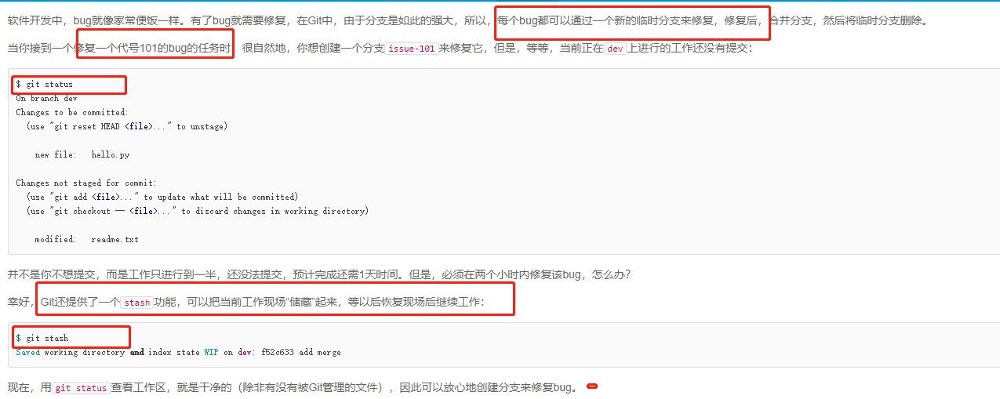 软件开发中，bug就像家常便饭一样。有了bug就需要修复，在Git中，由于分支是如此的强大，所以，每个bug都可以通过一个新的临时分支来修复，修复后，合并分支，然后将临时分支删除。
当你接到一个修复一个代号101的bug的任务时，很自然地，你想创建一个分支issue-101来修复它，但是，等等，当前正在dev上进行的工作还没有提交：
$ git status
On branch dev
Changes to be committed:
  (use "git reset HEAD <file>..." to unstage)
    new file:   hello.py
Changes not staged for commit:
  (use "git add <file>..." to update what will be committed)
  (use "git checkout -- <file>..." to discard changes in working directory)
    modified:   readme.txt
并不是你不想提交，而是工作只进行到一半，还没法提交，预计完成还需1天时间。但是，必须在两个小时内修复该bug，怎么办？
幸好，Git还提供了一个stash功能，可以把当前工作现场“储藏”起来，等以后恢复现场后继续工作：
$ git stash
Saved working directory and index state WIP on dev: f52c633 add merge
现在，用git status查看工作区，就是干净的（除非有没有被Git管理的文件），因此可以放心地创建分支来修复bug。